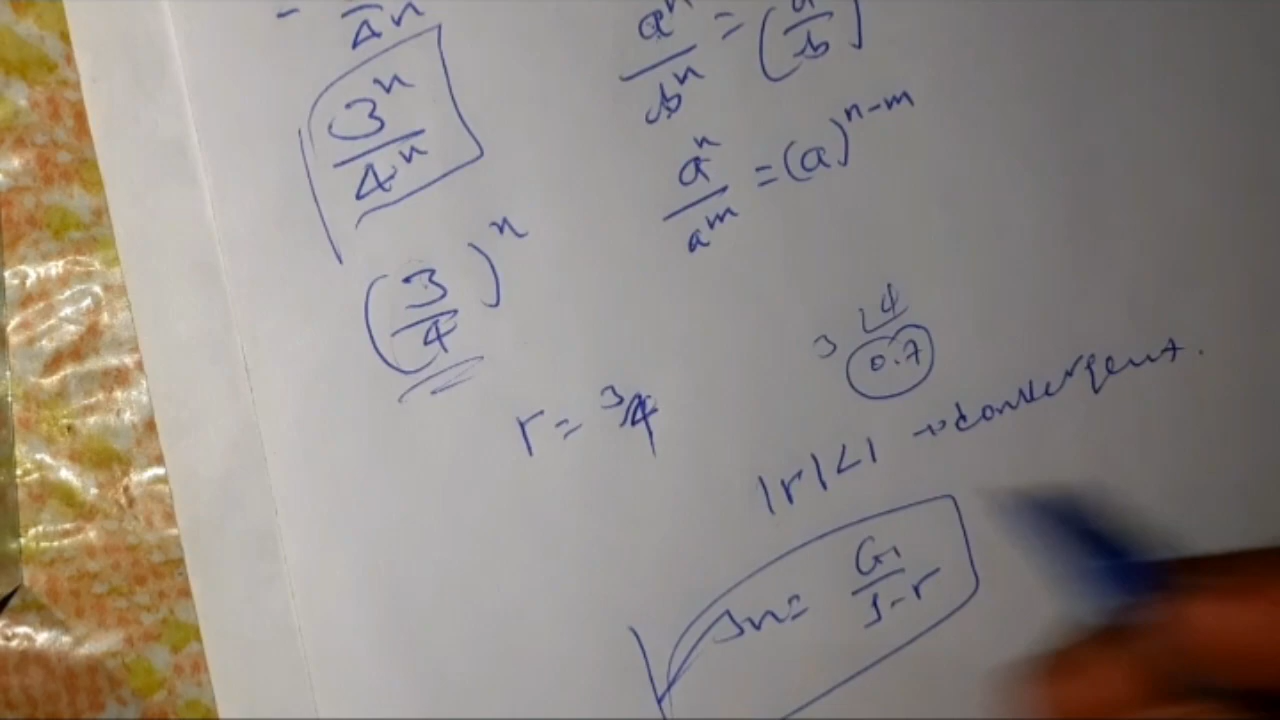 4^n
3^n/4^n
(3/4)^n
r = 3/4
a^n/b^n = (a/b)
a^n/a^m = (a)^{n-m}
3 4
0.7
|r|<1 → convergent.
Sn= G1/1-r